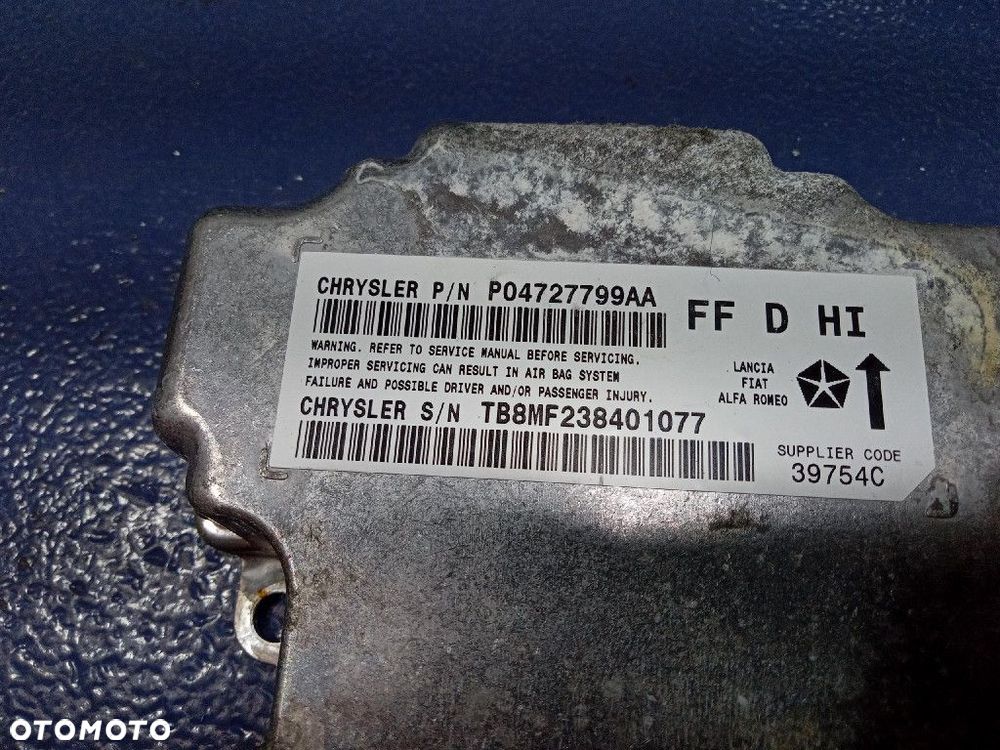 CHRYSLER P/N P04727799AA
FF D HI
WARNING. REFER TO SERVICE MANUAL BEFORE SERVICING.
IMPROPER SERVICING CAN RESULT IN AIR BAG SYSTEM
FAILURE AND POSSIBLE DRIVER AND/OR PASSENGER INJURY.
LANCIA
FIAT
ALFA ROMEO
CHRYSLER S/N TB8MF238401077
SUPPLIER CODE
39754C
OTOMOTO